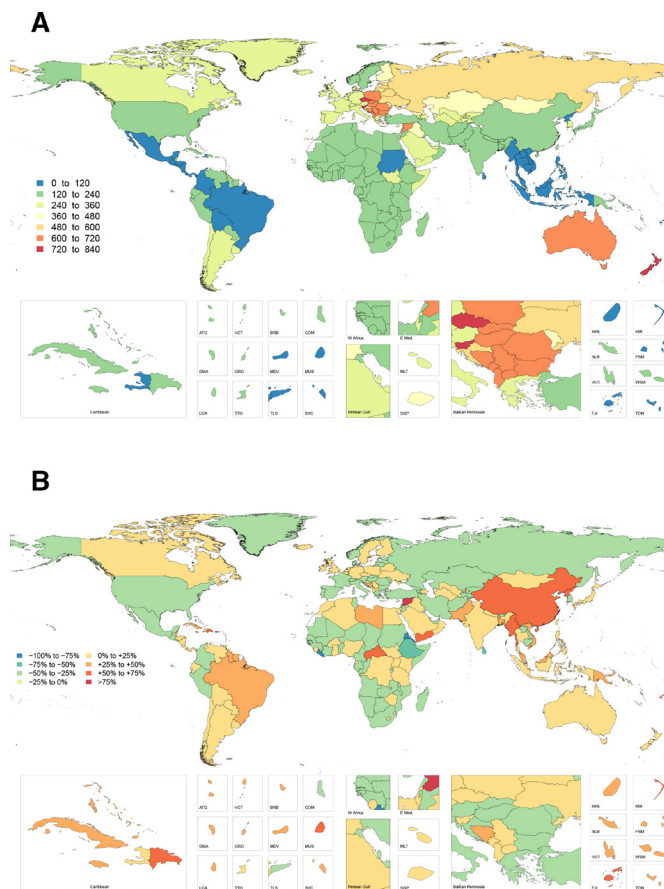 A
0 to 120
120 to 240
240 to 360
360 to 480
480 to 600
600 to 720
720 to 840
ATG VCT BRB COM W Africa E Med. MHL KIR
DMA GRD MDV MUS MLT SLB FSM
LCA TTO TLS SYC SGP VUT WSM
FJI TON
Caribbean Persian Gulf Balkan Peninsula
B
−100% to −75% 0% to +25%
−75% to −50% +25% to +50%
−50% to −25% +50% to +75%
−25% to 0% >75%
ATG VCT BRB COM W Africa E Med. MHL KIR
DMA GRD MDV MUS MLT SLB FSM
LCA TTO TLS SYC SGP VUT WSM
FJI TON
Caribbean Persian Gulf Balkan Peninsula